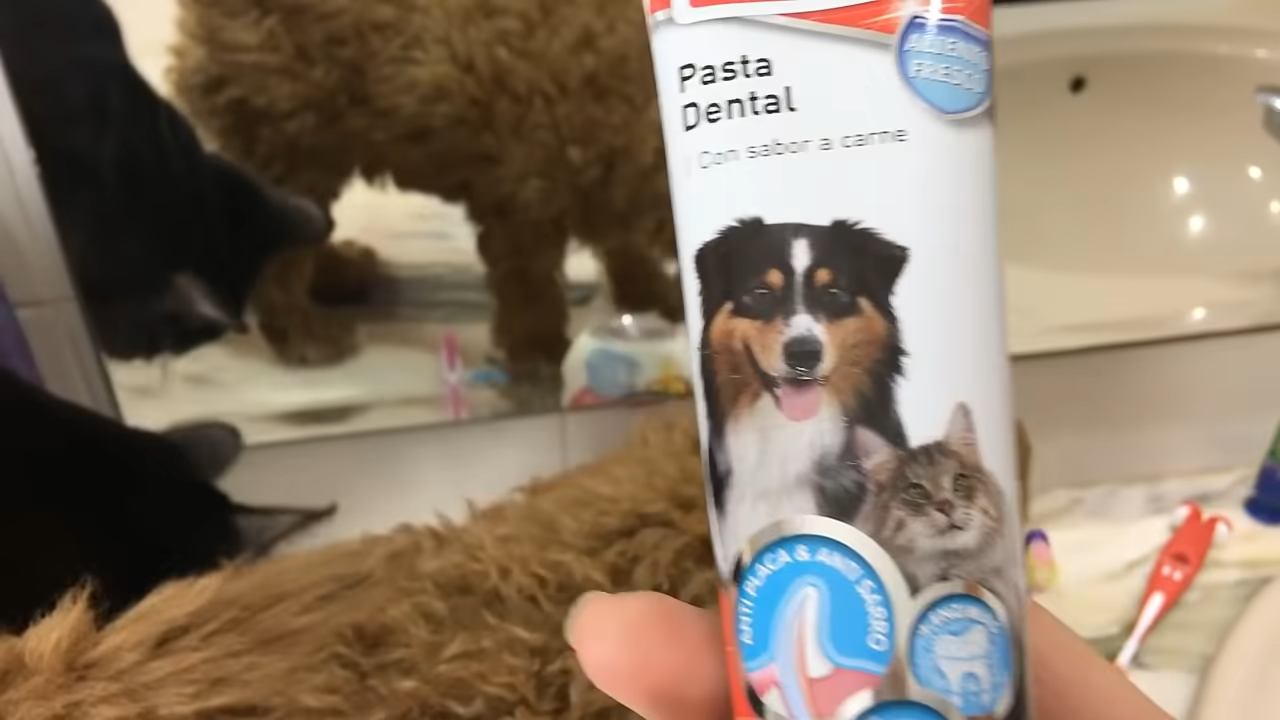 ALIENTO
FRESCO
Pasta
Dental
Con sabor a carne
ANTI PLACA & ANTI SARRO